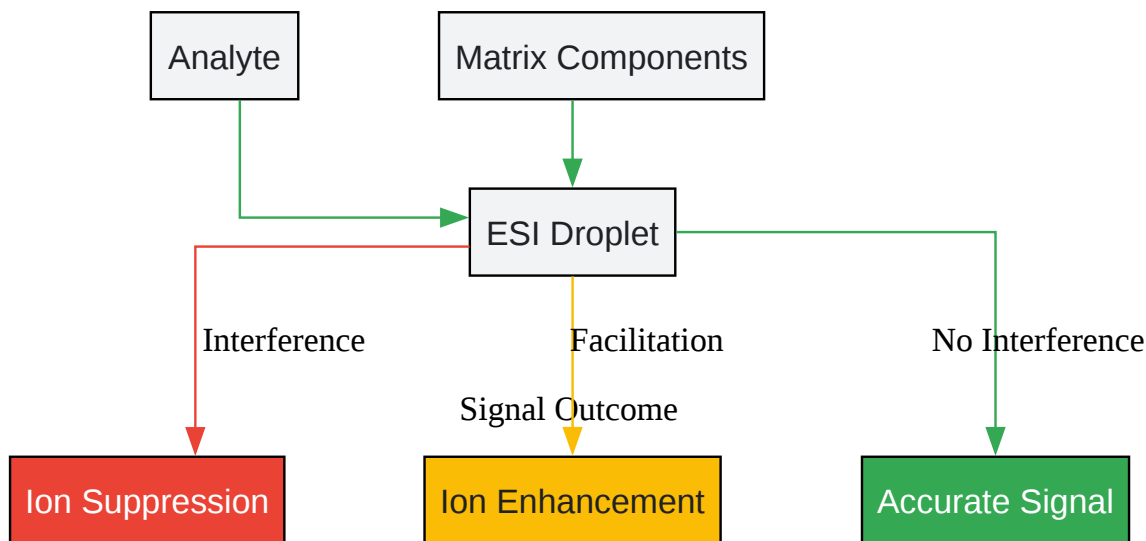 Analyte
Matrix Components
ESI Droplet
Interference
Facilitation
No Interference
Signal Outcome
Ion Suppression
Ion Enhancement
Accurate Signal